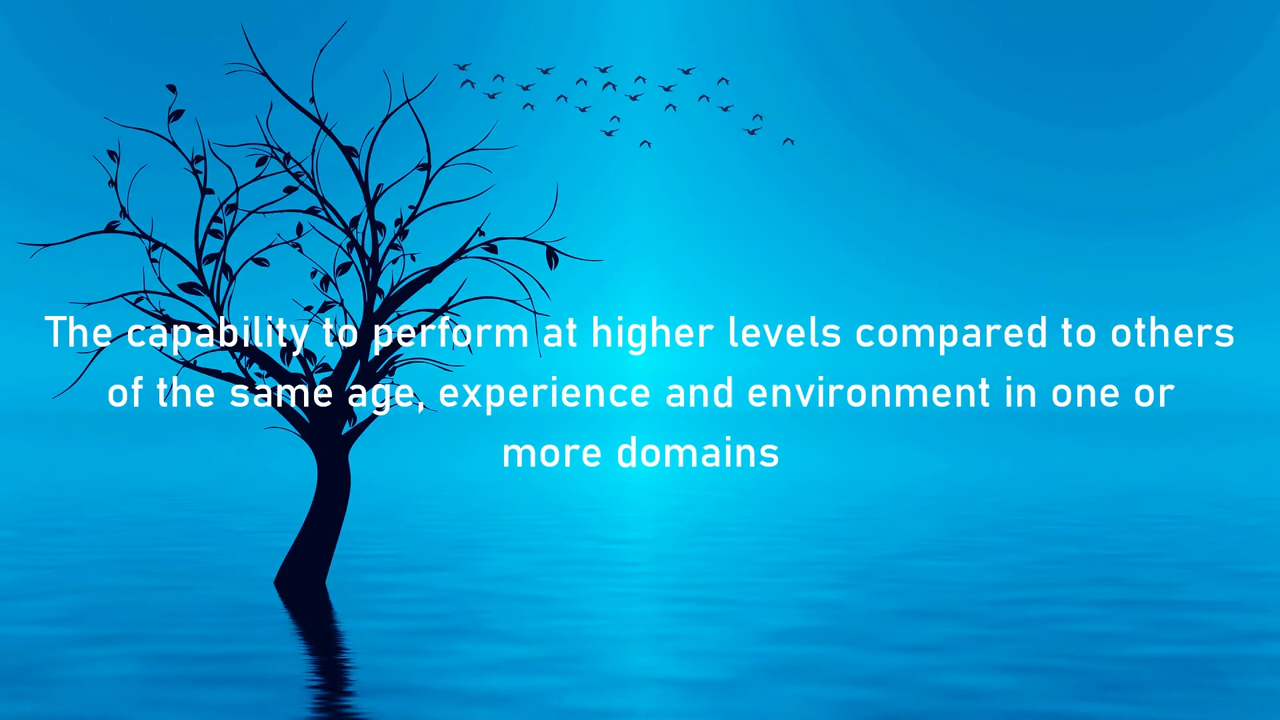 The capability to perform at higher levels compared to others
of the same age, experience and environment in one or
more domains